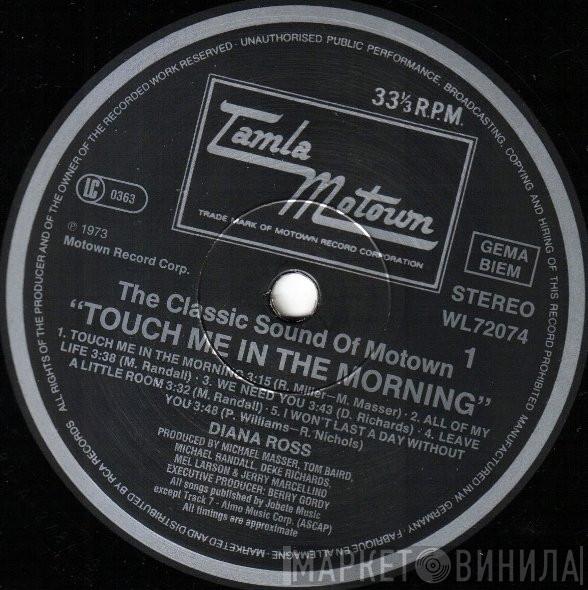 ALL RIGHTS OF THE PRODUCER AND OF THE OWNER OF THE RECORDED WORK RESERVED · UNAUTHORISED PUBLIC PERFORMANCE, BROADCASTING, COPYING AND HIRING OF THIS RECORD PROHIBITED.
33⅓ R.P.M.
Tamla
Motown
TRADE MARK OF MOTOWN RECORD CORPORATION
LC 0363
℗ 1973
Motown Record Corp.
GEMA
BIEM
STEREO
WL72074
The Classic Sound Of Motown 1
"TOUCH ME IN THE MORNING"
1. TOUCH ME IN THE MORNING 3:15 (R. Miller–M. Masser) · 2. ALL OF MY
LIFE 3:38 (M. Randall) · 3. WE NEED YOU 3:43 (D. Richards) · 4. LEAVE
A LITTLE ROOM 3:32 (M. Randall) · 5. I WON'T LAST A DAY WITHOUT
YOU 3:48 (P. Williams–R. Nichols)
DIANA ROSS
PRODUCED BY MICHAEL MASSER, TOM BAIRD,
MICHAEL RANDALL, DEKE RICHARDS,
MEL LARSON & JERRY MARCELLINO
EXECUTIVE PRODUCER: BERRY GORDY
All songs published by Jobete Music
except Track 7 - Almo Music Corp. (ASCAP)
All timings are approximate
MARKETED AND DISTRIBUTED BY RCA RECORDS · MANUFACTURED IN W. GERMANY · FABRIQUE EN ALLEMAGNE
МАРКЕТ ВИНИЛА